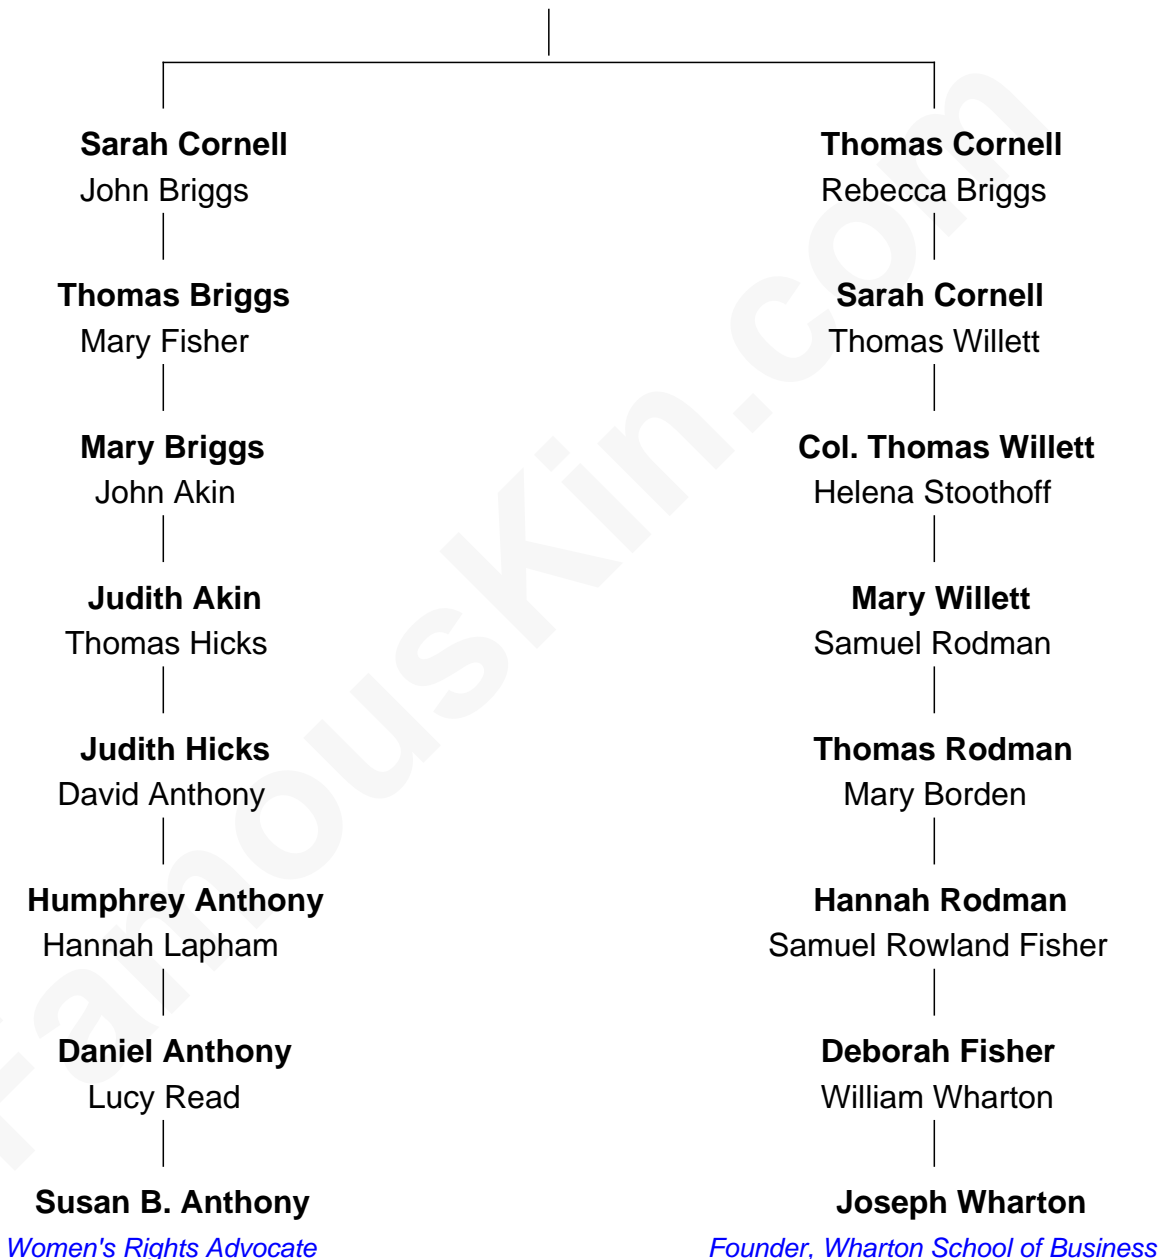 Sarah Cornell
John Briggs
Thomas Cornell
Rebecca Briggs
Thomas Briggs
Mary Fisher
Sarah Cornell
Thomas Willett
Mary Briggs
John Akin
Col. Thomas Willett
Helena Stoothoff
Judith Akin
Thomas Hicks
Mary Willett
Samuel Rodman
Judith Hicks
David Anthony
Thomas Rodman
Mary Borden
Humphrey Anthony
Hannah Lapham
Hannah Rodman
Samuel Rowland Fisher
Daniel Anthony
Lucy Read
Deborah Fisher
William Wharton
Susan B. Anthony
Women's Rights Advocate
Joseph Wharton
Founder, Wharton School of Business
FamousKin.com